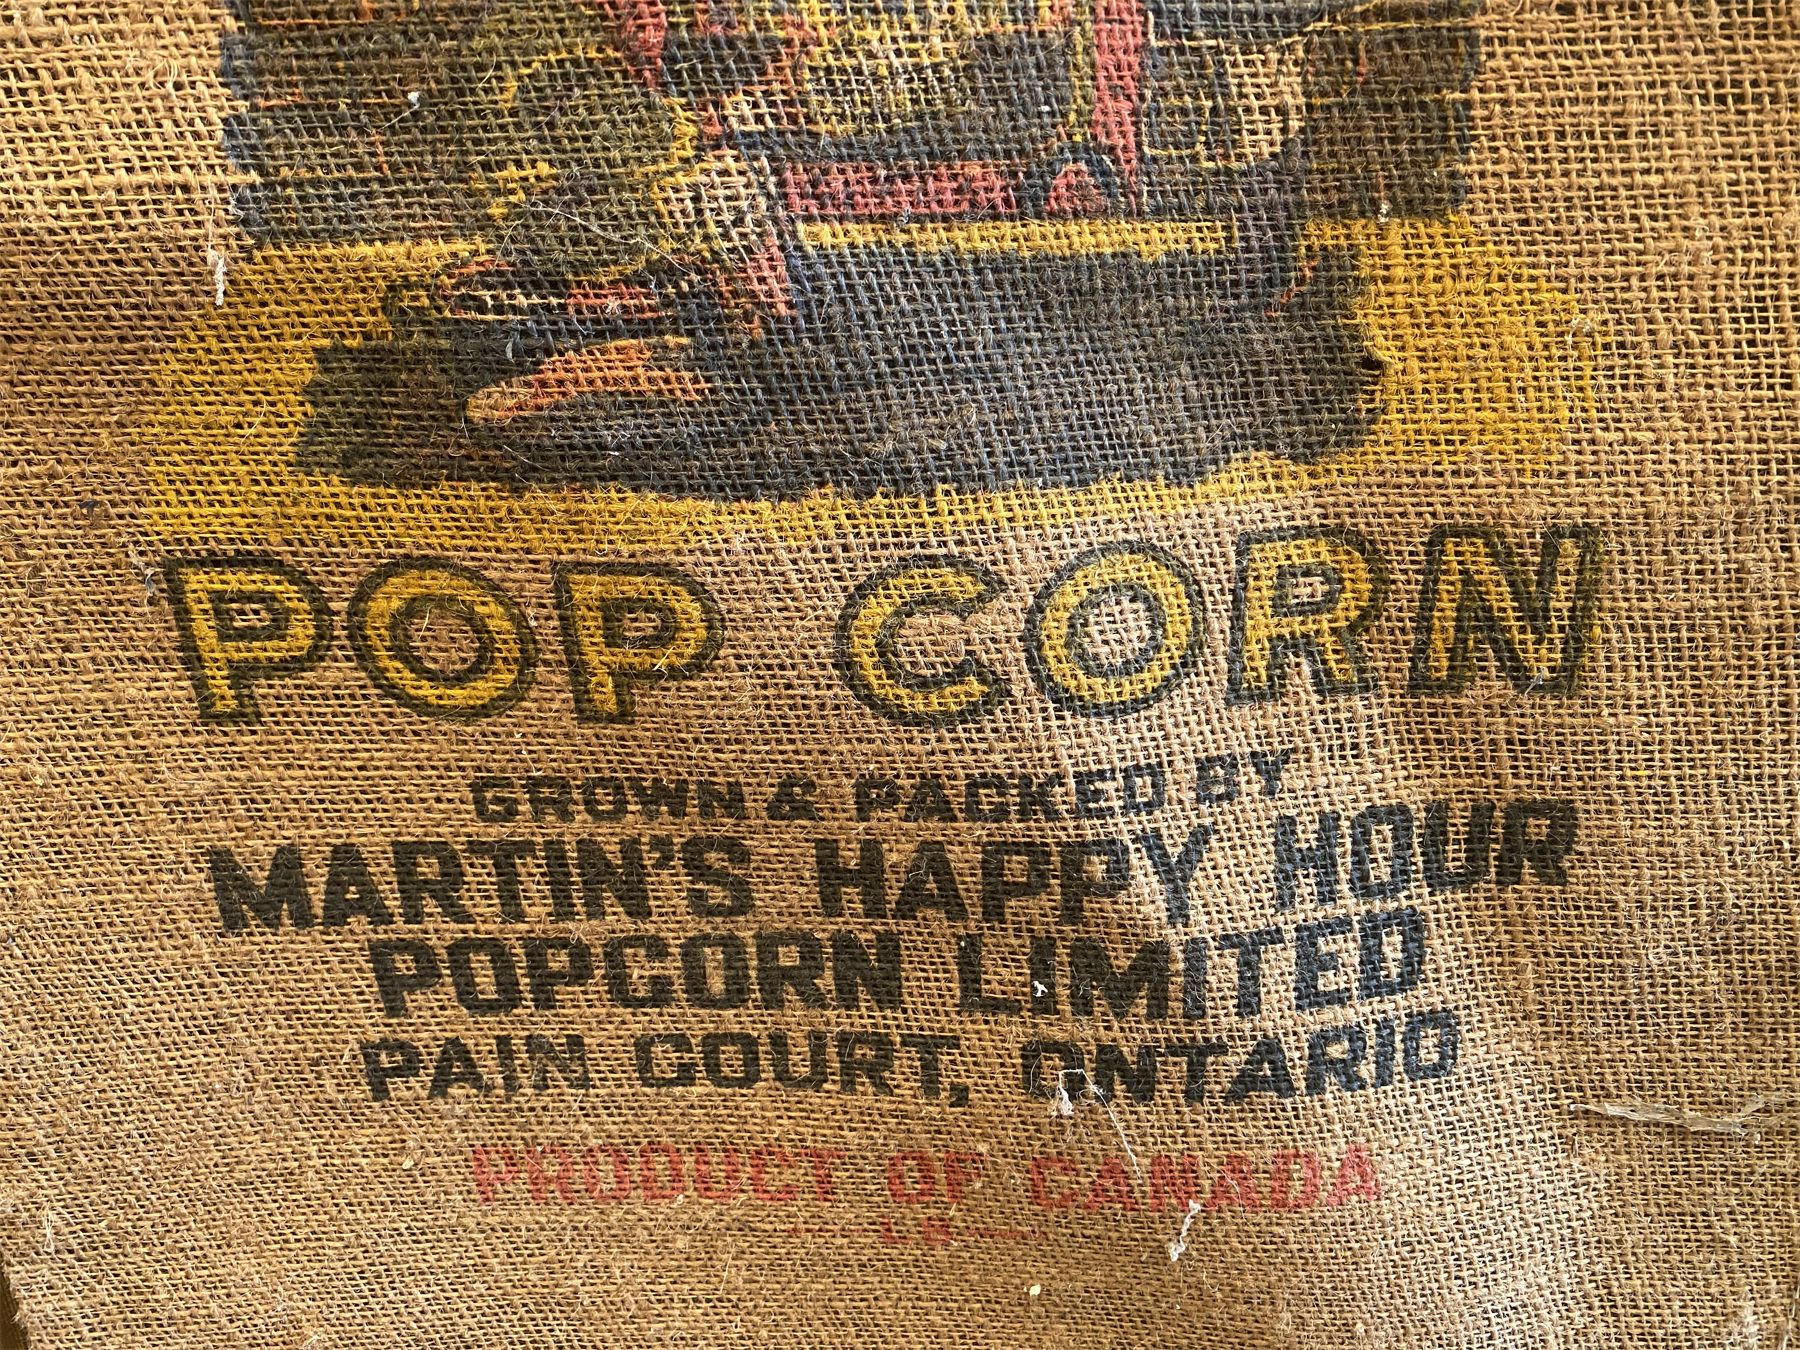 POP CORN
GROWN & PACKED BY
MARTIN'S HAPPY HOUR
POPCORN LIMITED
PAIN COURT, ONTARIO
PRODUCT OF CANADA